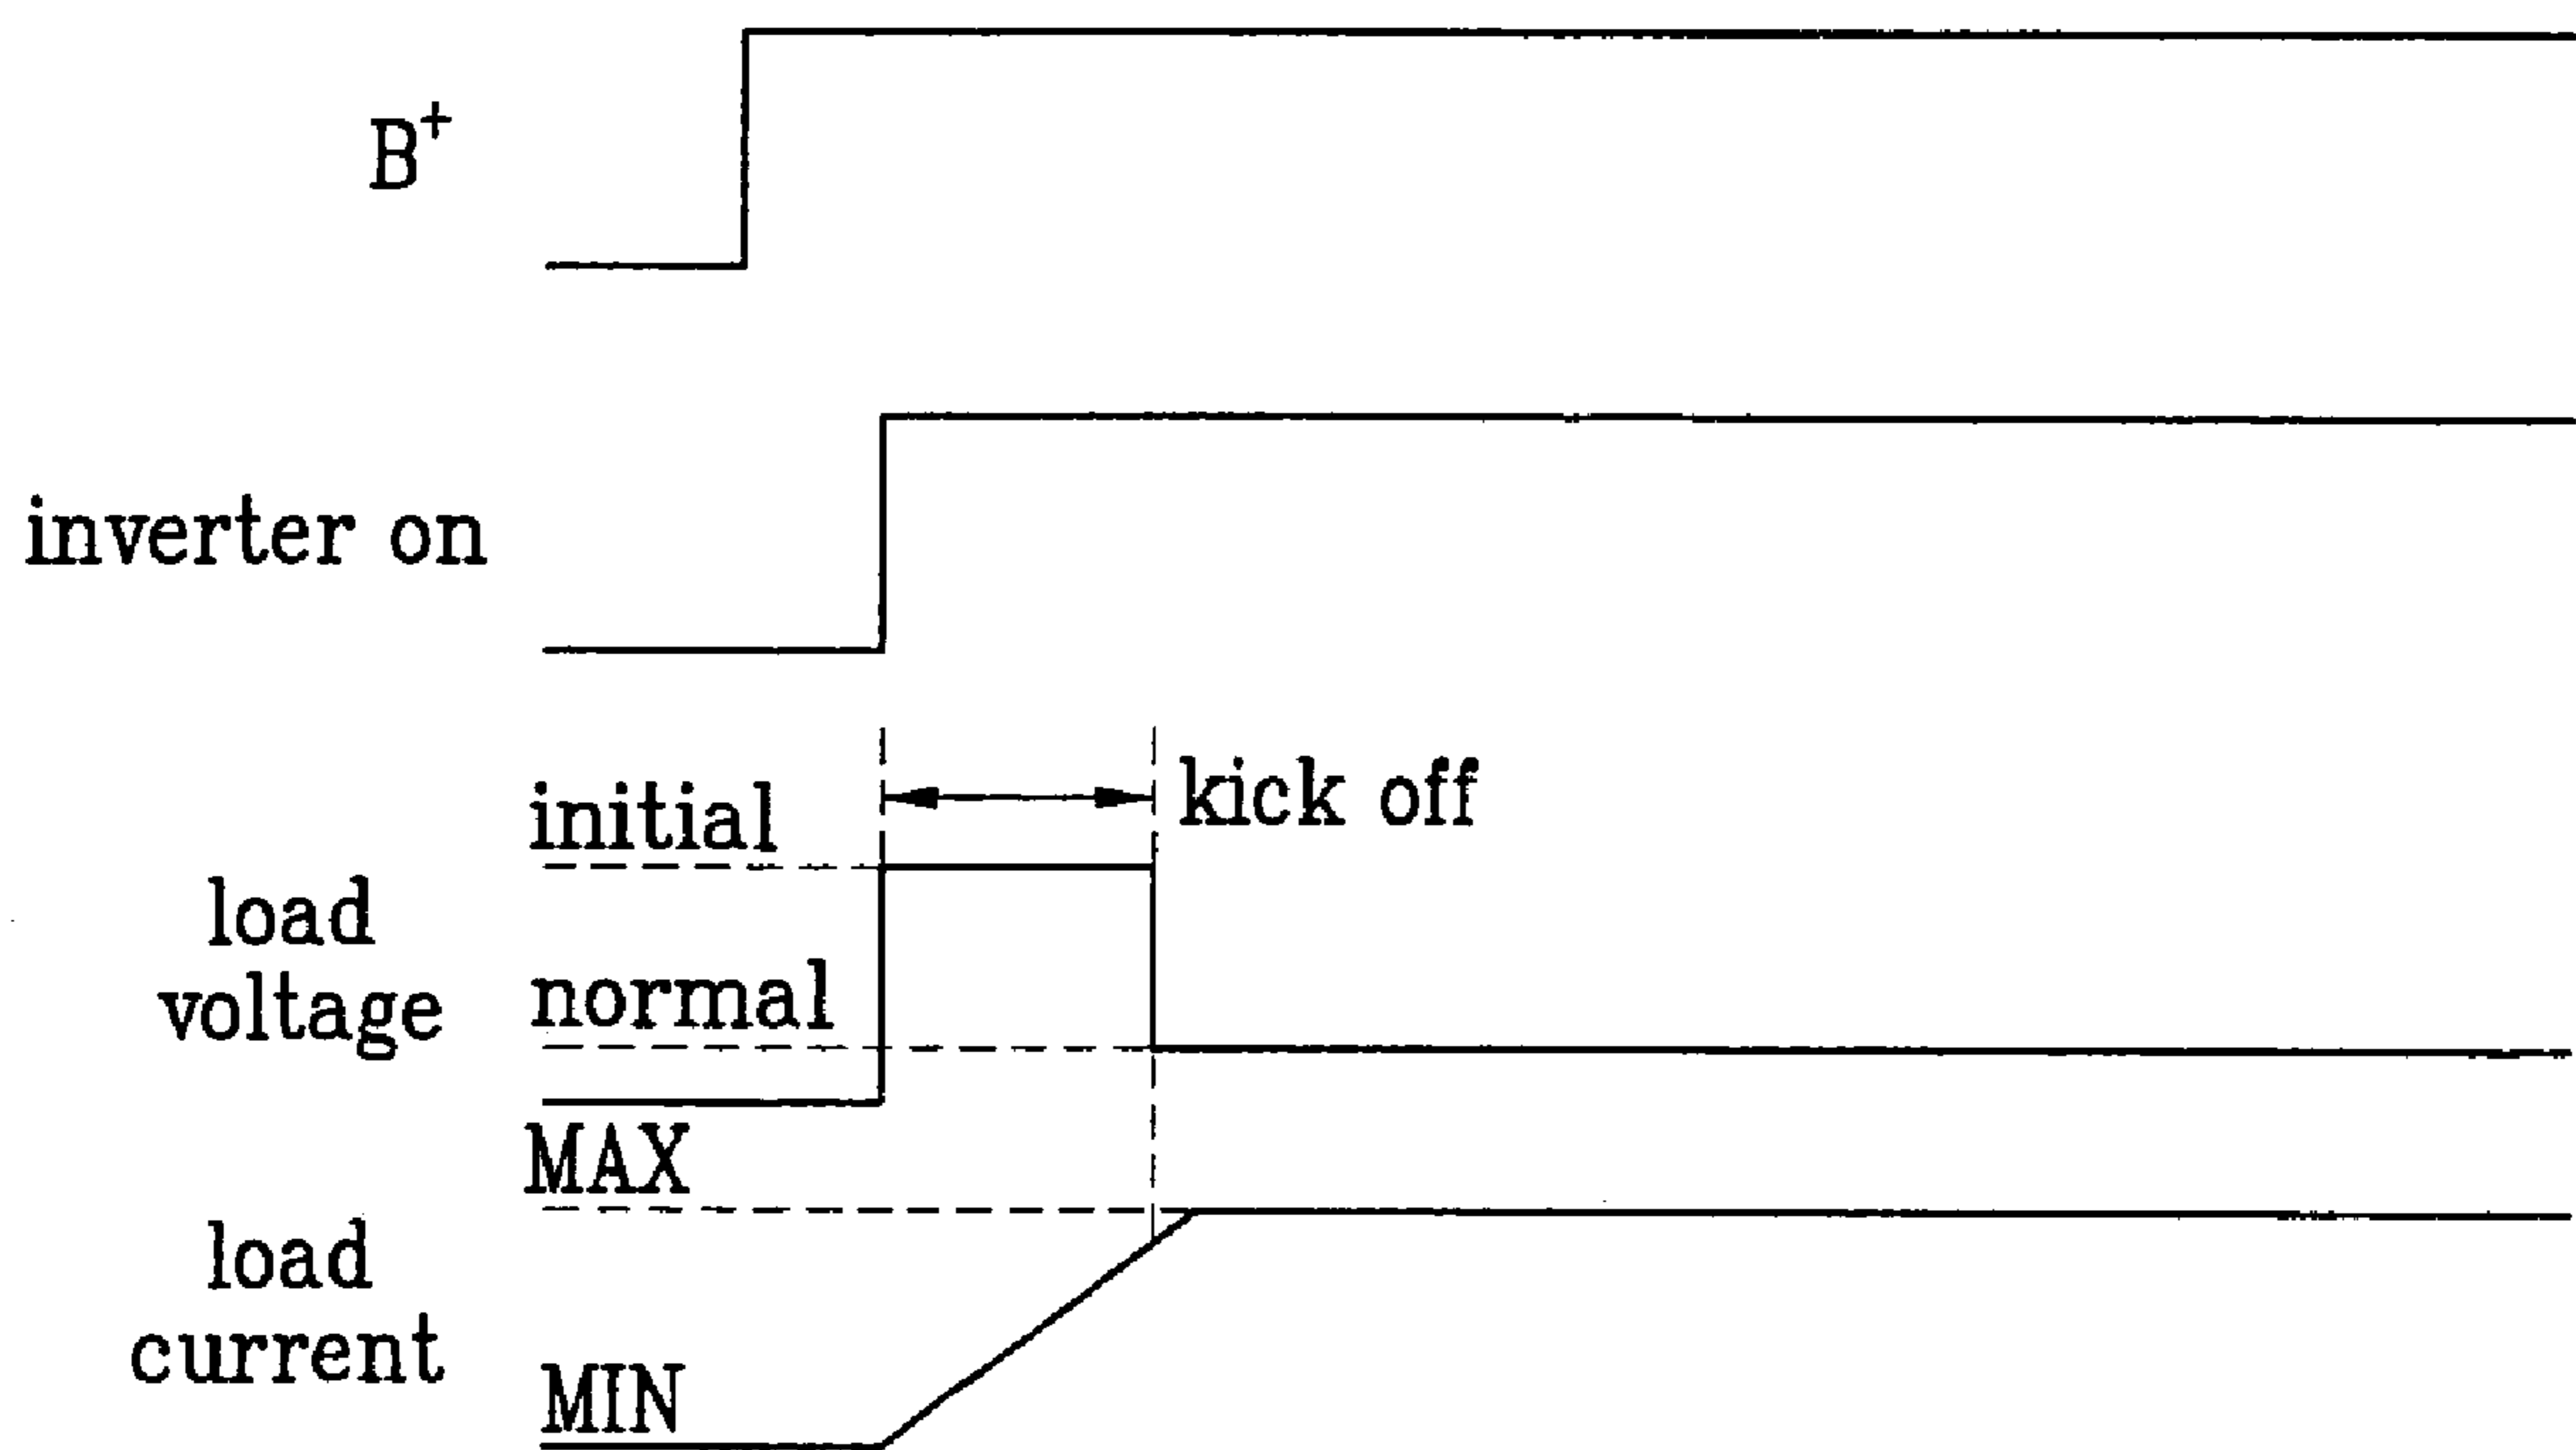 B⁺
inverter on
initial
kick off
load
voltage
normal
MAX
load
current
MIN